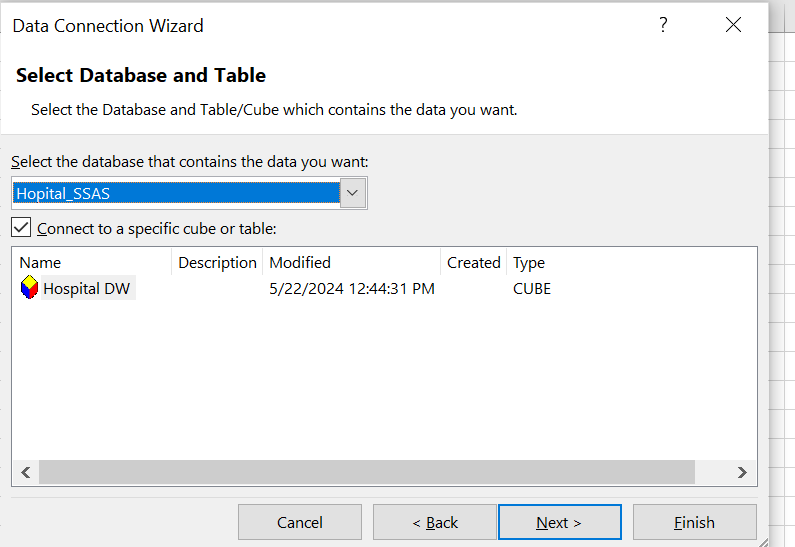 Data Connection Wizard ?
Select Database and Table
Select the Database and Table/Cube which contains the data you want.
Select the database that contains the data you want:
Hopital_SSAS
Connect to a specific cube or table:
Name Description Modified Created Type
Hospital DW 5/22/2024 12:44:31 PM CUBE
Cancel < Back Next > Finish